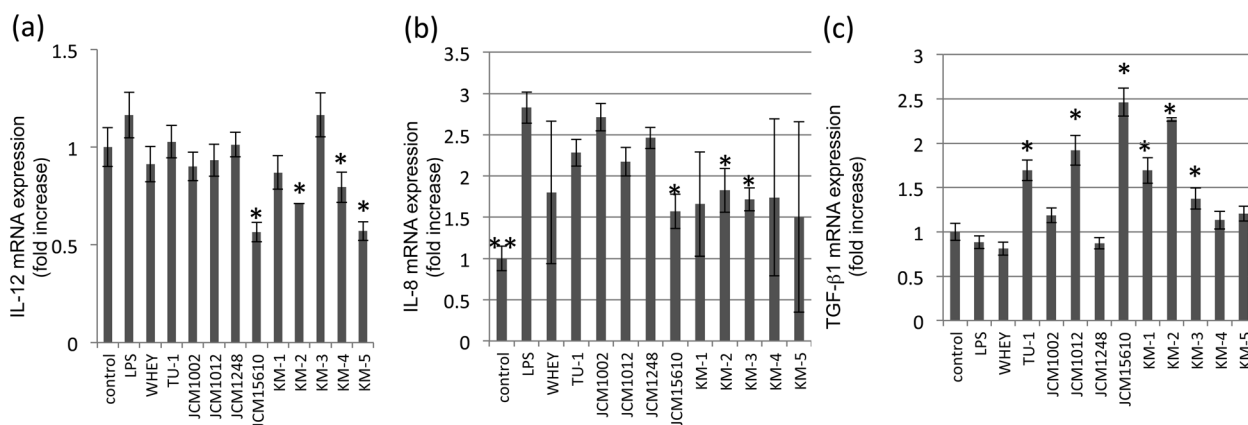 (a)
IL-12 mRNA expression
(fold increase)
1.5
1
0.5
0
*
*
*
*
control
LPS
WHEY
TU-1
JCM1002
JCM1012
JCM1248
JCM15610
KM-1
KM-2
KM-3
KM-4
KM-5
(b)
IL-8 mRNA expression
(fold increase)
3.5
3
2.5
2
1.5
1
0.5
0
**
*
*
*
control
LPS
WHEY
TU-1
JCM1002
JCM1012
JCM1248
JCM15610
KM-1
KM-2
KM-3
KM-4
KM-5
(c)
TGF-β1 mRNA expression
(fold increase)
3
2.5
2
1.5
1
0.5
0
*
*
*
*
*
*
control
LPS
WHEY
TU-1
JCM1002
JCM1012
JCM1248
JCM15610
KM-1
KM-2
KM-3
KM-4
KM-5